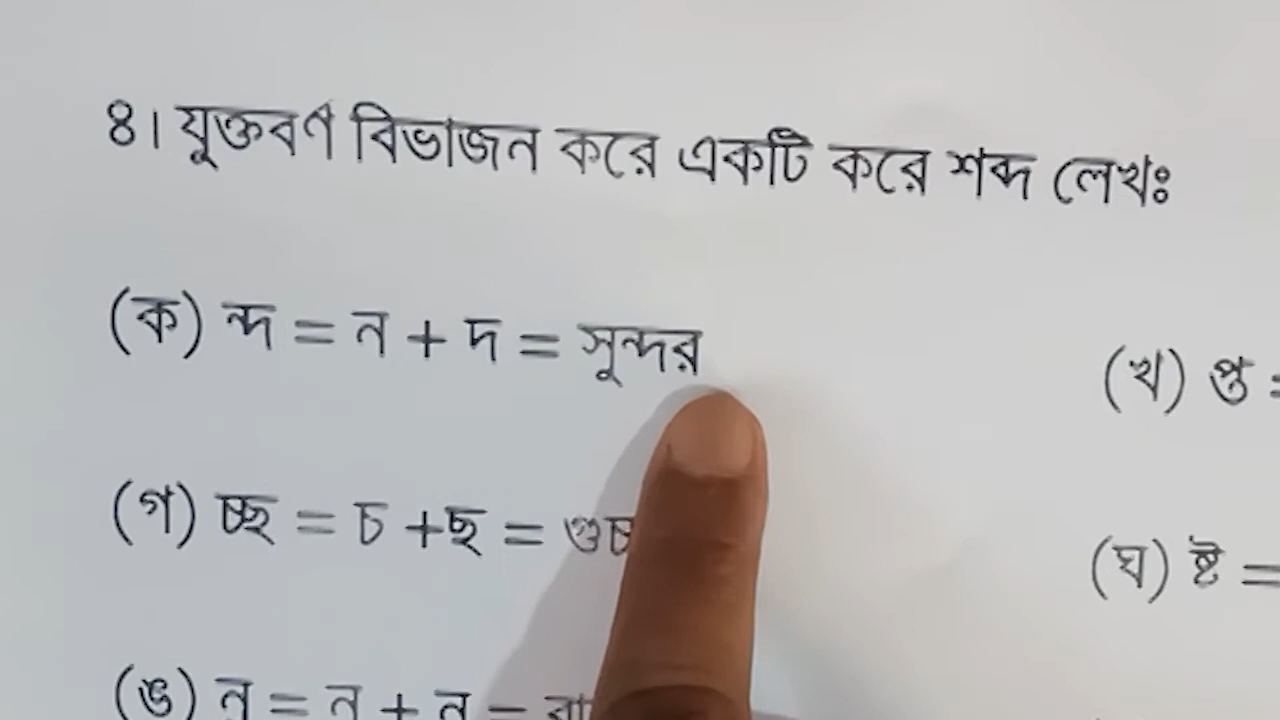 ৪। যুক্তবর্ণ বিভাজন করে একটি করে শব্দ লেখঃ
(ক) ন্দ = ন + দ = সুন্দর
(খ) প্ত =
(গ) চ্ছ = চ + ছ =
(ঘ) ষ্ট =
(ঙ) ন্ন = ন + ন =